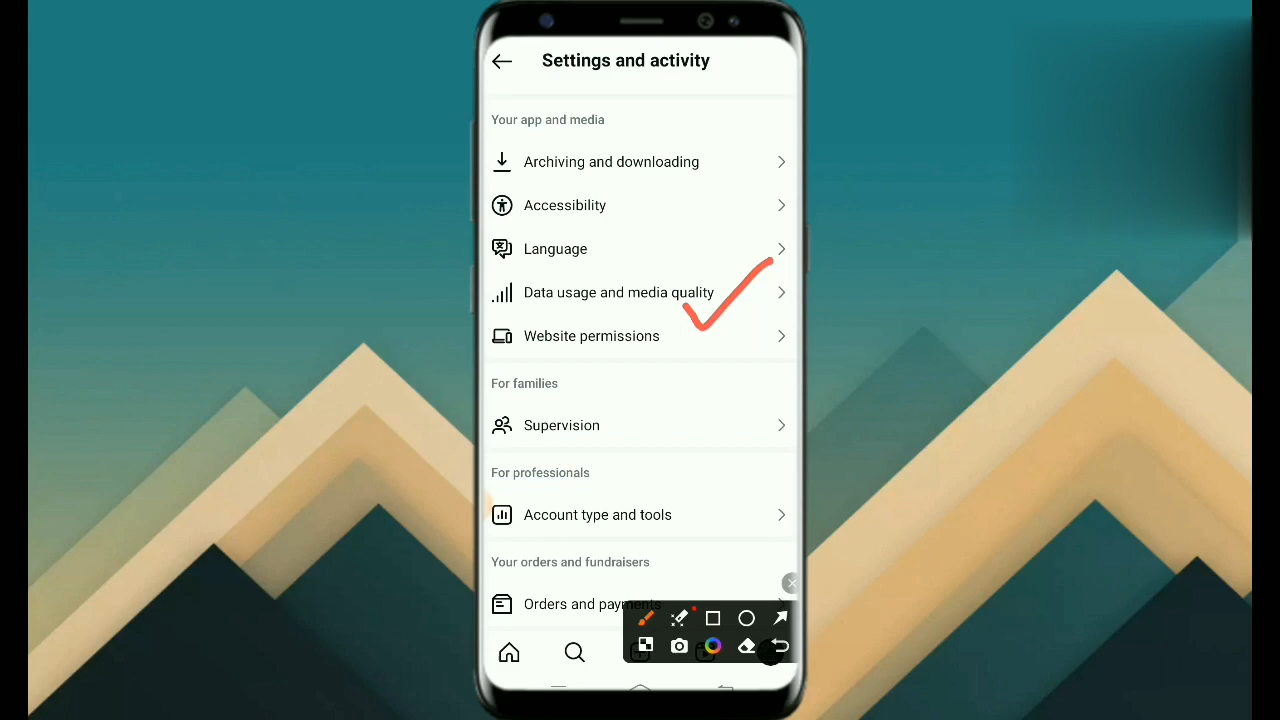 Settings and activity
Your app and media
Archiving and downloading
Accessibility
Language
Data usage and media quality
Website permissions
For families
Supervision
For professionals
Account type and tools
Your orders and fundraisers
Orders and payments